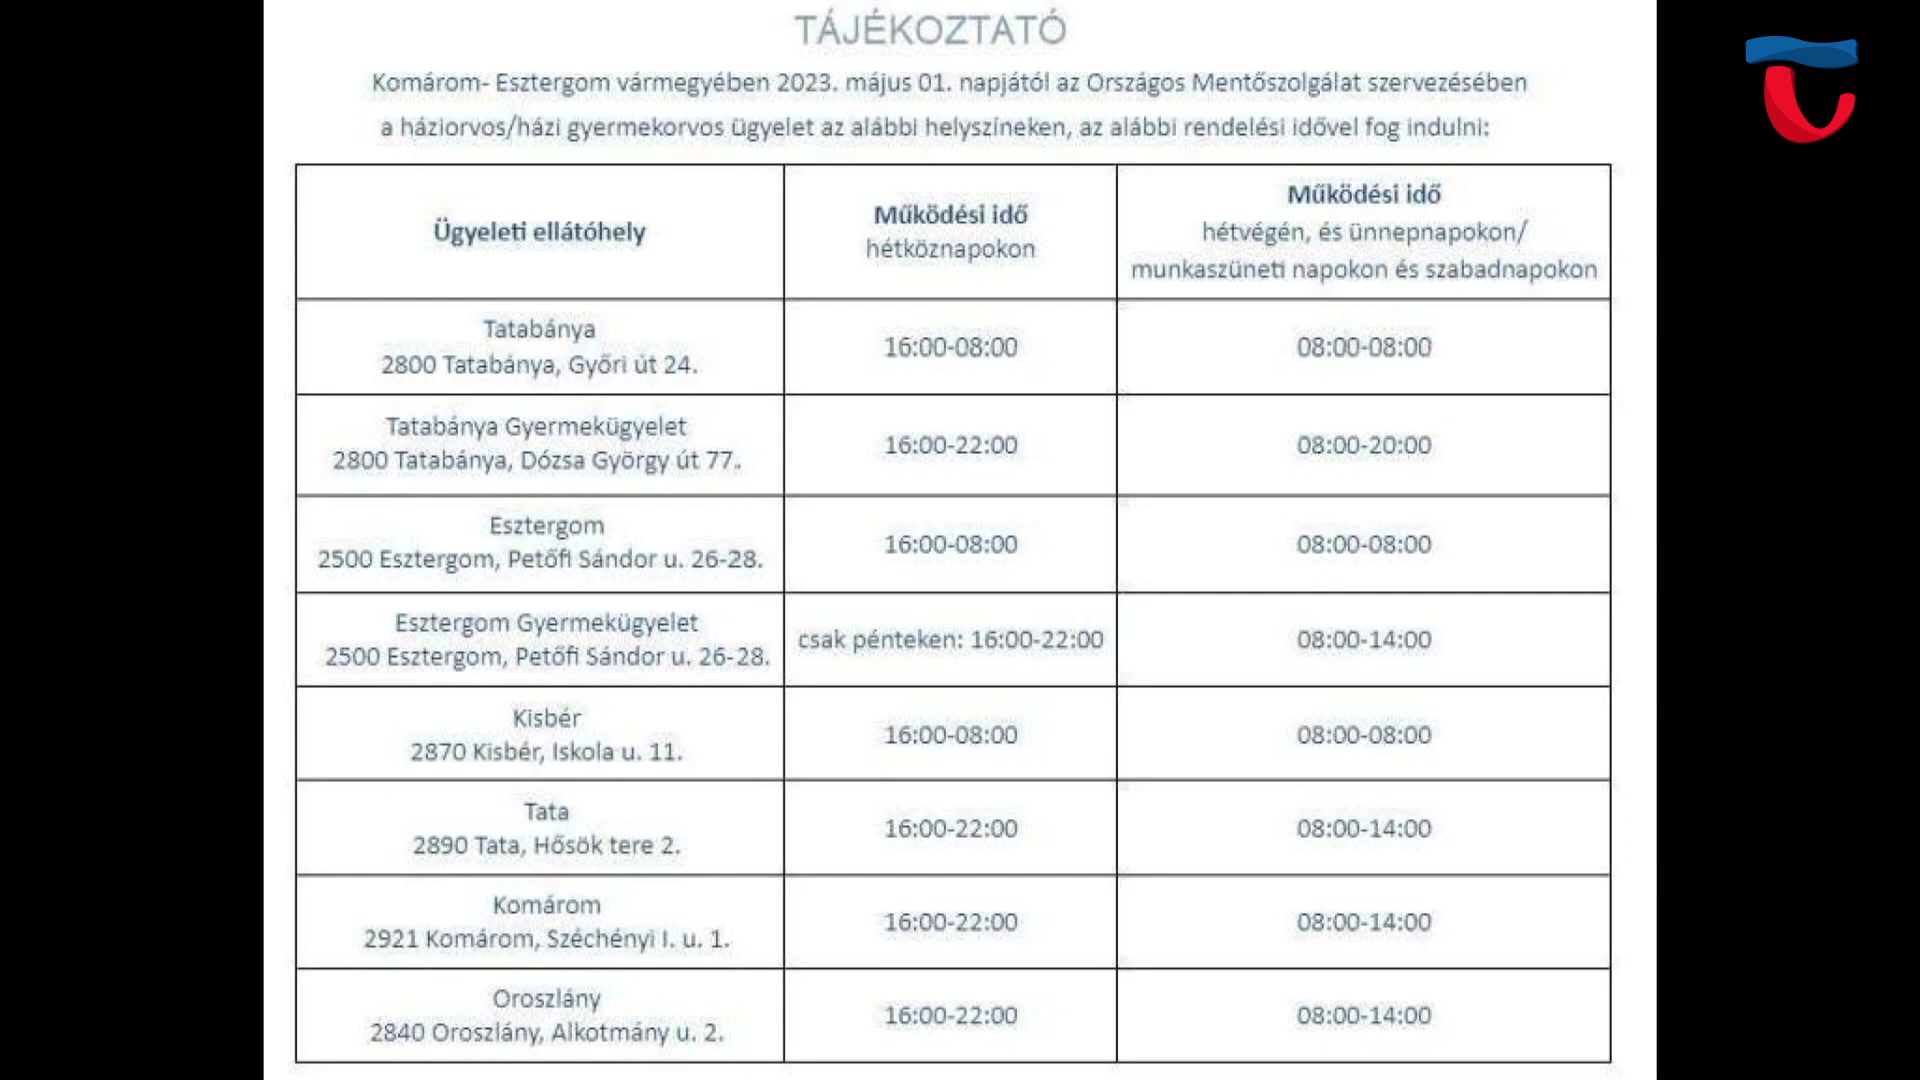 TÁJÉKOZTATÓ
Komárom- Esztergom vármegyében 2023. május 01. napjától az Országos Mentőszolgálat szervezésében
a háziorvos/házi gyermekorvos ügyelet az alábbi helyszíneken, az alábbi rendelési idővel fog indulni:
Ügyeleti ellátóhely
Működési idő
hétköznapokon
Működési idő
hétvégén, és ünnepnapokon/
munkaszüneti napokon és szabadnapokon
Tatabánya
2800 Tatabánya, Győri út 24.
16:00-08:00
08:00-08:00
Tatabánya Gyermekügyelet
2800 Tatabánya, Dózsa György út 77.
16:00-22:00
08:00-20:00
Esztergom
2500 Esztergom, Petőfi Sándor u. 26-28.
16:00-08:00
08:00-08:00
Esztergom Gyermekügyelet
2500 Esztergom, Petőfi Sándor u. 26-28.
csak pénteken: 16:00-22:00
08:00-14:00
Kisbér
2870 Kisbér, Iskola u. 11.
16:00-08:00
08:00-08:00
Tata
2890 Tata, Hősök tere 2.
16:00-22:00
08:00-14:00
Komárom
2921 Komárom, Széchényi I. u. 1.
16:00-22:00
08:00-14:00
Oroszlány
2840 Oroszlány, Alkotmány u. 2.
16:00-22:00
08:00-14:00